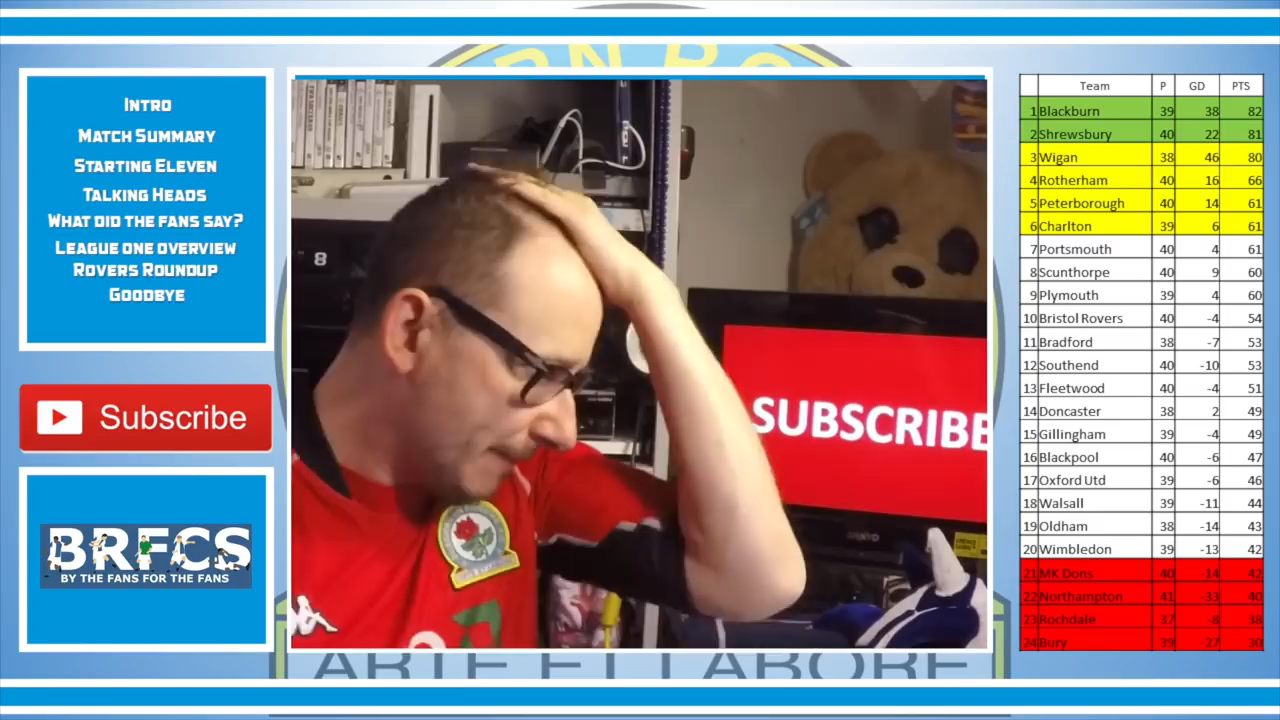 RN RO
INTRO
MATCH SUMMARY
STARTING ELEVEN
TALKING HEADS
WHAT DID THE FANS SAY?
LEAGUE ONE OVERVIEW
ROVERS ROUNDUP
GOODBYE
Subscribe
BRFCS
BY THE FANS FOR THE FANS
8
SUBSCRIBE
SANYO
ARTE ET LABORE
Team P GD PTS
1 Blackburn 39 38 82
2 Shrewsbury 40 22 81
3 Wigan 38 46 80
4 Rotherham 40 16 66
5 Peterborough 40 14 61
6 Charlton 39 6 61
7 Portsmouth 40 4 61
8 Scunthorpe 40 9 60
9 Plymouth 39 4 60
10 Bristol Rovers 40 -4 54
11 Bradford 38 -7 53
12 Southend 40 -10 53
13 Fleetwood 40 -4 51
14 Doncaster 38 2 49
15 Gillingham 39 -4 49
16 Blackpool 40 -6 47
17 Oxford Utd 39 -6 46
18 Walsall 39 -11 44
19 Oldham 38 -14 43
20 Wimbledon 39 -13 42
21 MK Dons 40 -14 42
22 Northampton 41 -33 40
23 Rochdale 37 -8 38
24 Bury 39 -27 30